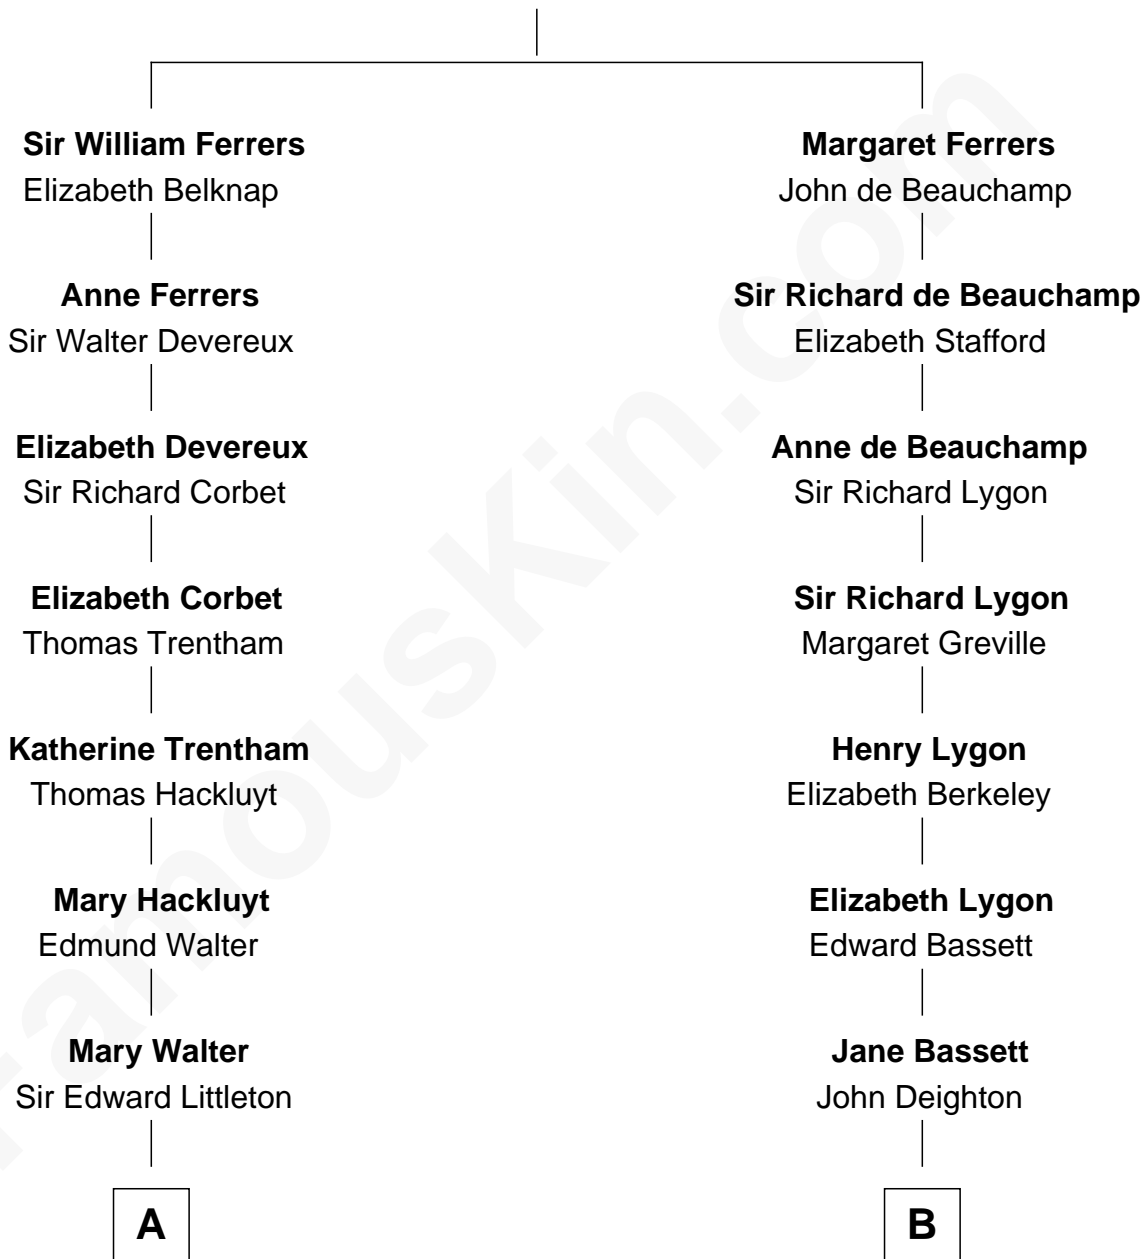 Sir William Ferrers
Elizabeth Belknap
Margaret Ferrers
John de Beauchamp
Anne Ferrers
Sir Walter Devereux
Sir Richard de Beauchamp
Elizabeth Stafford
Elizabeth Devereux
Sir Richard Corbet
Anne de Beauchamp
Sir Richard Lygon
Elizabeth Corbet
Thomas Trentham
Sir Richard Lygon
Margaret Greville
Katherine Trentham
Thomas Hackluyt
Henry Lygon
Elizabeth Berkeley
Mary Hackluyt
Edmund Walter
Elizabeth Lygon
Edward Bassett
Mary Walter
Sir Edward Littleton
Jane Bassett
John Deighton
A
B
FamousKin.com